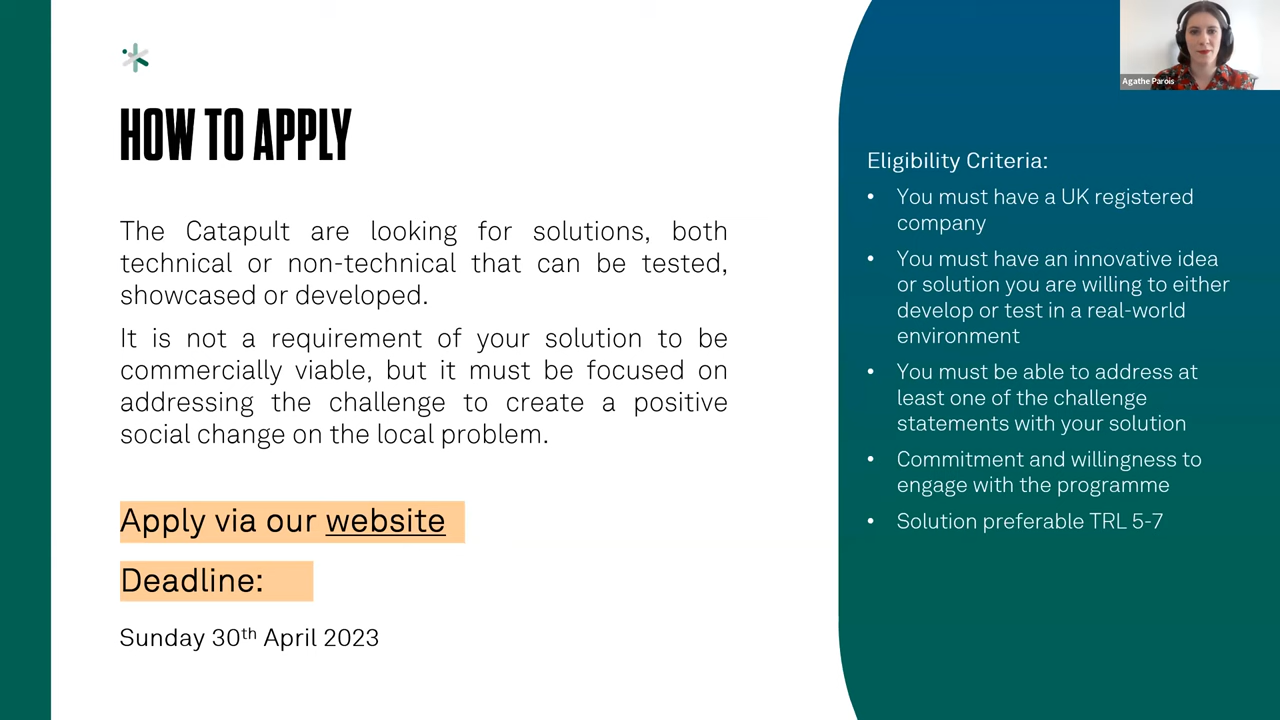 HOW TO APPLY
The Catapult are looking for solutions, both
technical or non-technical that can be tested,
showcased or developed.
It is not a requirement of your solution to be
commercially viable, but it must be focused on
addressing the challenge to create a positive
social change on the local problem.
Apply via our website
Deadline:
Sunday 30th April 2023
Agathe Parois
Eligibility Criteria:
• You must have a UK registered
company
• You must have an innovative idea
or solution you are willing to either
develop or test in a real-world
environment
• You must be able to address at
least one of the challenge
statements with your solution
• Commitment and willingness to
engage with the programme
• Solution preferable TRL 5-7